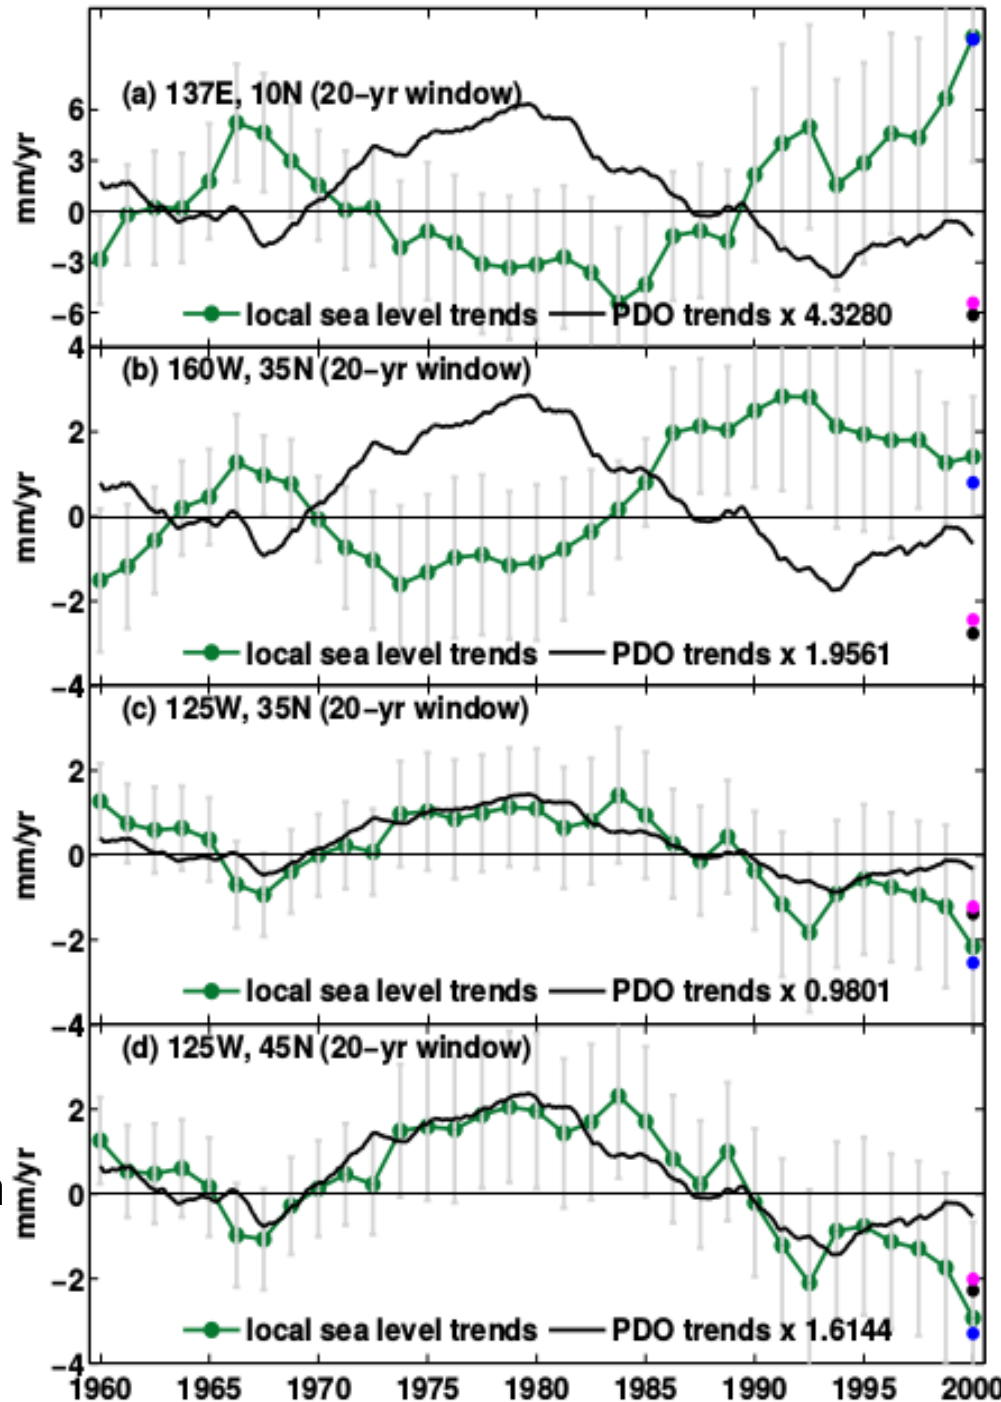 (a) 137E, 10N (20-yr window)
6
3
0
-3
-6
mm/yr
local sea level trends
PDO trends x 4.3280
(b) 160W, 35N (20-yr window)
4
2
0
-2
-4
mm/yr
local sea level trends
PDO trends x 1.9561
(c) 125W, 35N (20-yr window)
2
0
-2
-4
mm/yr
local sea level trends
PDO trends x 0.9801
(d) 125W, 45N (20-yr window)
2
0
-2
-4
mm/yr
local sea level trends
PDO trends x 1.6144
1960 1965 1970 1975 1980 1985 1990 1995 2000